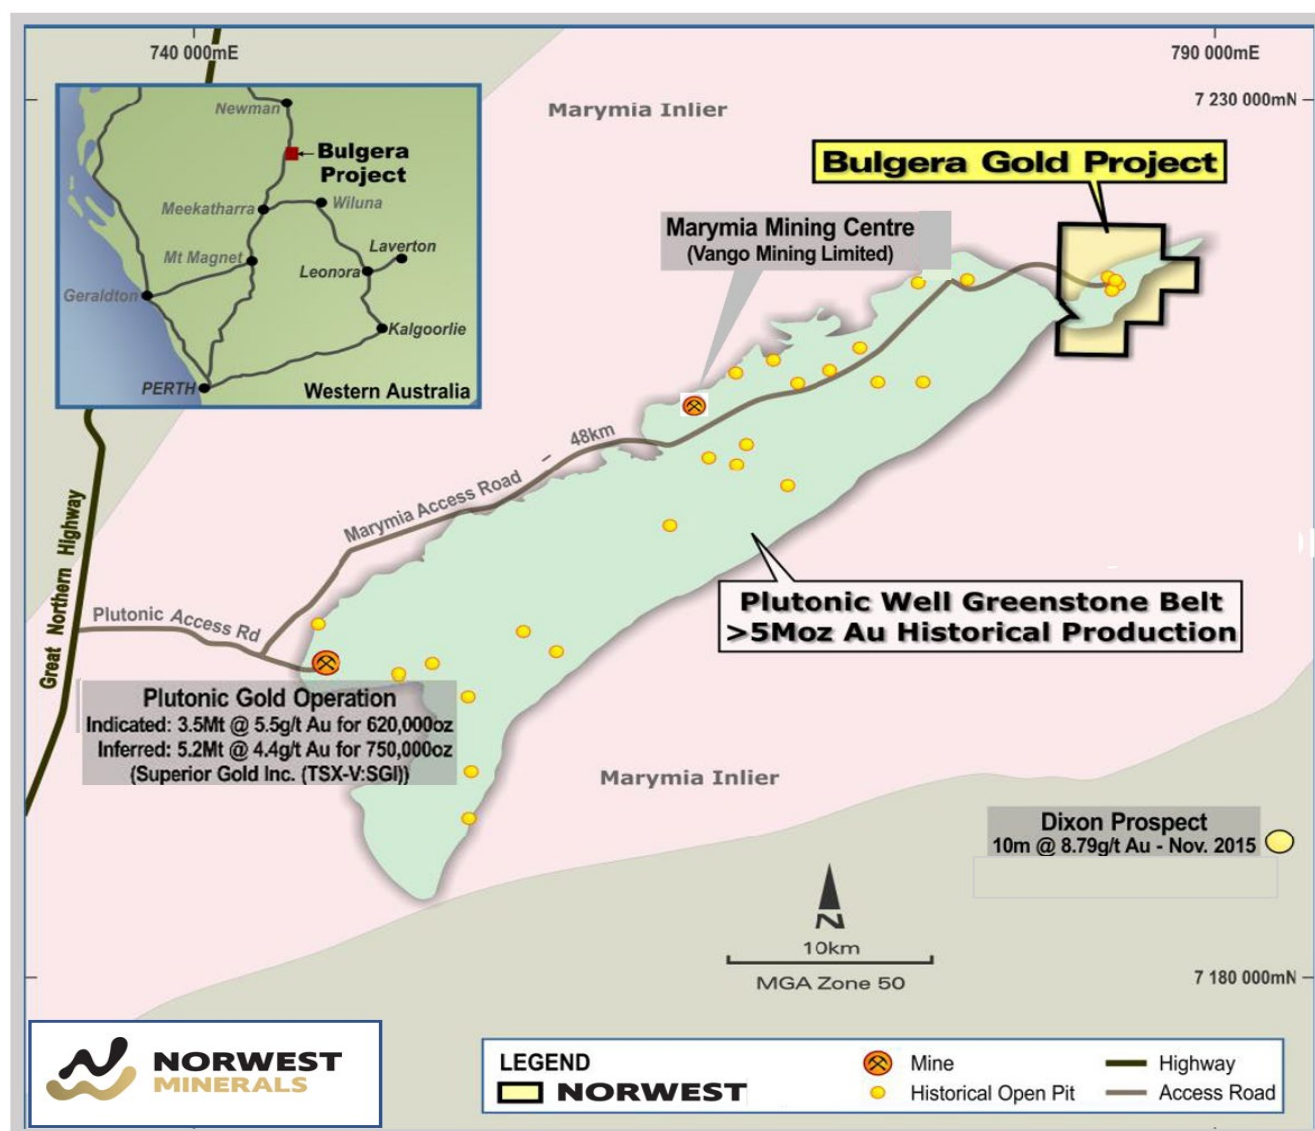 740 000mE
790 000mE
7 230 000mN
Marymia Inlier
Bulgera Gold Project
Newman
Bulgera
Project
Meekatharra
Wiluna
Mt Magnet
Laverton
Leonora
Geraldton
Kalgoorlie
PERTH
Western Australia
Marymia Mining Centre
(Vango Mining Limited)
Marymia Access Road - 48km
Great Northern Highway
Plutonic Access Rd
Plutonic Well Greenstone Belt
>5Moz Au Historical Production
Plutonic Gold Operation
Indicated: 3.5Mt @ 5.5g/t Au for 620,000oz
Inferred: 5.2Mt @ 4.4g/t Au for 750,000oz
(Superior Gold Inc. (TSX-V:SGI))
Marymia Inlier
Dixon Prospect
10m @ 8.79g/t Au - Nov. 2015
N
10km
MGA Zone 50
7 180 000mN
NORWEST
MINERALS
LEGEND
NORWEST
Mine
Historical Open Pit
Highway
Access Road